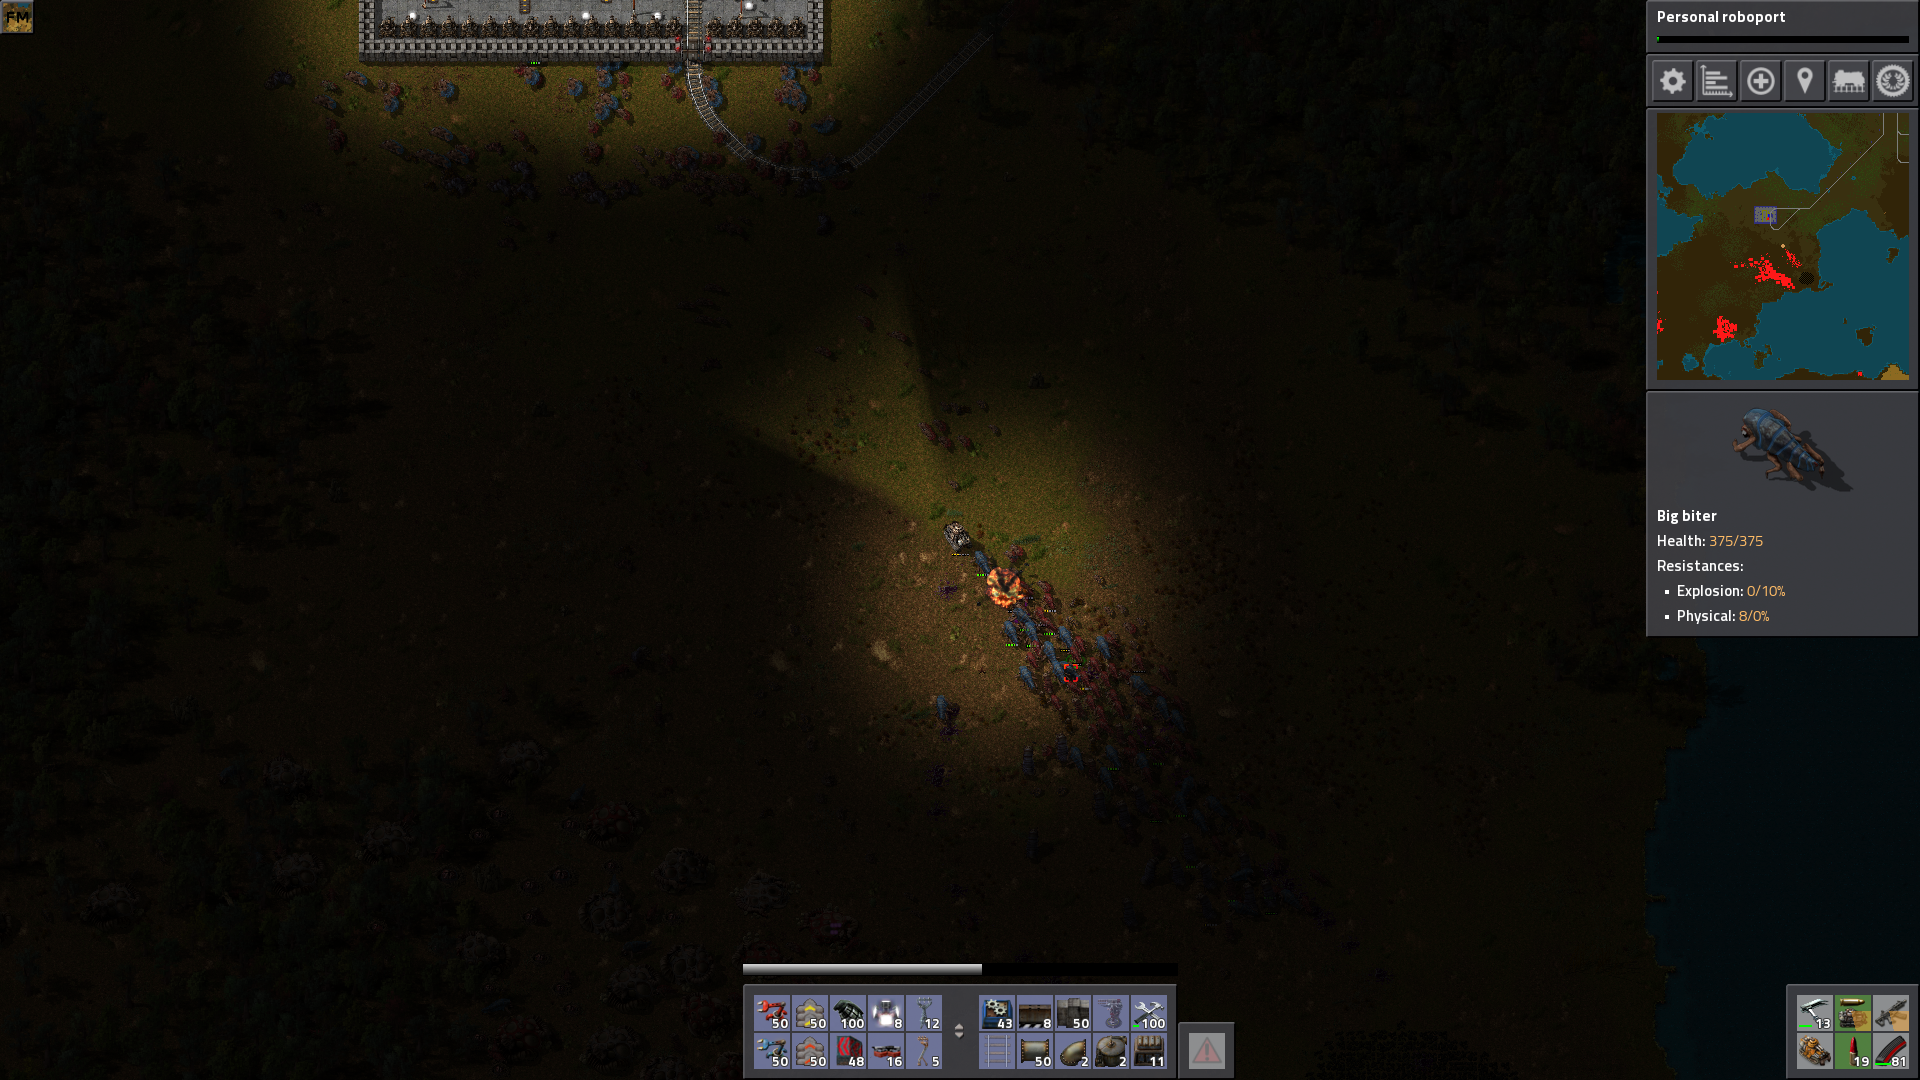 FM
Personal roboport
Big biter
Health: 375/375
Resistances:
Explosion: 0/10%
Physical: 8/0%
50 50 100 8 12 43 8 50 100
50 50 48 16 5 50 2 2 11
13
19 81